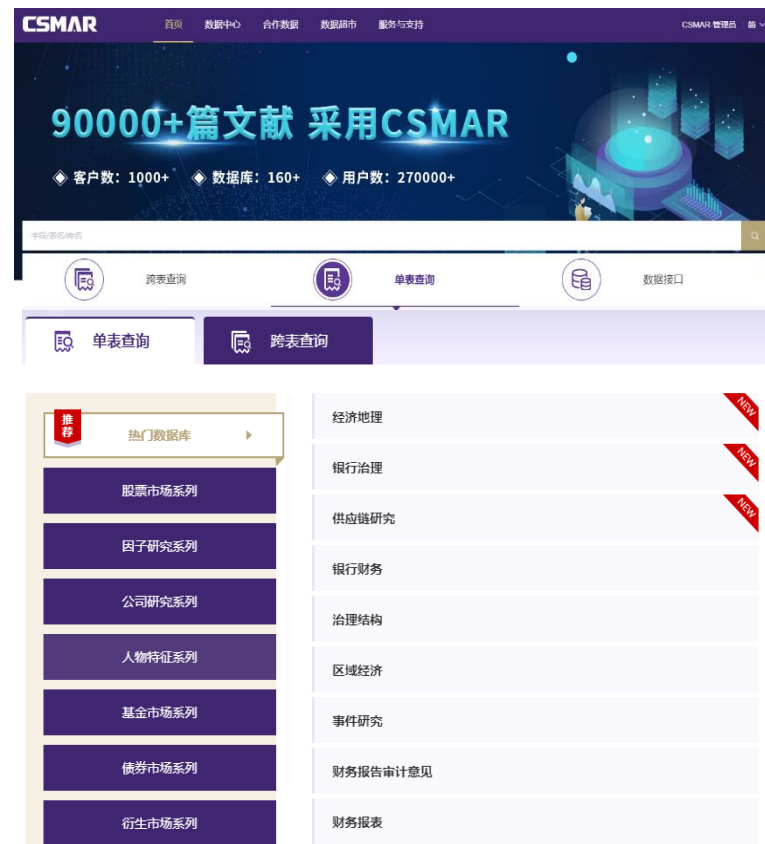 CSMAR 首页 数据中心 合作数据 数据超市 服务与支持 CSMAR·管理员 简
90000+篇文献 采用CSMAR
客户数：1000+ 数据库：160+ 用户数：270000+
字段/表名/库名
跨表查询 单表查询 数据接口
单表查询 跨表查询
推荐
热门数据库
股票市场系列
因子研究系列
公司研究系列
人物特征系列
基金市场系列
债券市场系列
衍生市场系列
经济地理 NEW
银行治理 NEW
供应链研究 NEW
银行财务
治理结构
区域经济
事件研究
财务报告审计意见
财务报表